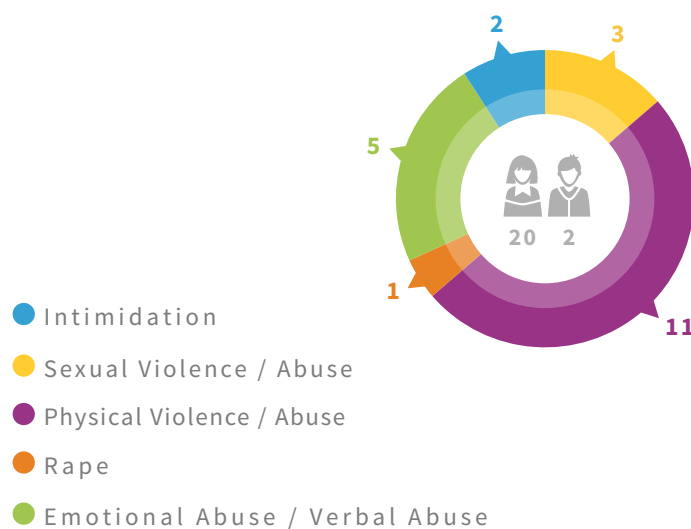 2
3
5
20 2
1
11
Intimidation
Sexual Violence / Abuse
Physical Violence / Abuse
Rape
Emotional Abuse / Verbal Abuse